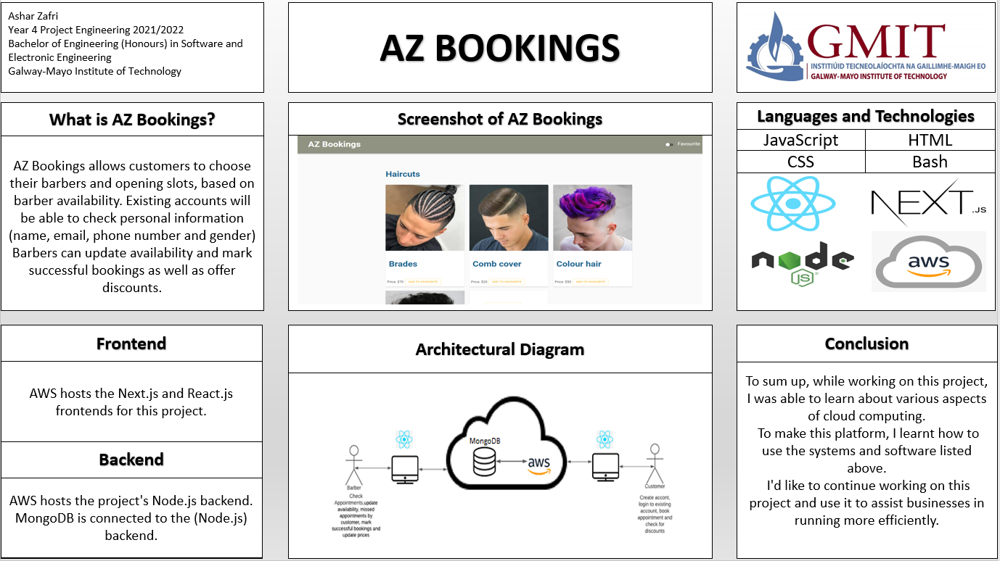 Ashar Zafri
Year 4 Project Engineering 2021/2022
Bachelor of Engineering (Honours) in Software and
Electronic Engineering
Galway-Mayo Institute of Technology
AZ BOOKINGS
GMIT
INSTITIÚID TEICNEOLAÍOCHTA NA GAILLIMHE-MAIGH EO
GALWAY-MAYO INSTITUTE OF TECHNOLOGY
What is AZ Bookings?
AZ Bookings allows customers to choose
their barbers and opening slots, based on
barber availability. Existing accounts will
be able to check personal information
(name, email, phone number and gender)
Barbers can update availability and mark
successful bookings as well as offer
discounts.
Screenshot of AZ Bookings
AZ Bookings
Favourite
Haircuts
Brades
Comb cover
Colour hair
Price: $70 ADD TO FAVOURITE
Price: $20 ADD TO FAVOURITE
Price: $50 ADD TO FAVOURITE
Languages and Technologies
JavaScript HTML
CSS Bash
NEXT.JS
node
JS
aws
Frontend
AWS hosts the Next.js and React.js
frontends for this project.
Backend
AWS hosts the project's Node.js backend.
MongoDB is connected to the (Node.js)
backend.
Architectural Diagram
MongoDB
aws
Barber
Check
Appointments,update
availability, missed
appointments by
customer, mark
successful bookings and
update prices
Customer
Create accont,
login to existing
account, book
appointment and
check for
discounts
Conclusion
To sum up, while working on this project,
I was able to learn about various aspects
of cloud computing.
To make this platform, I learnt how to
use the systems and software listed
above.
I'd like to continue working on this
project and use it to assist businesses in
running more efficiently.